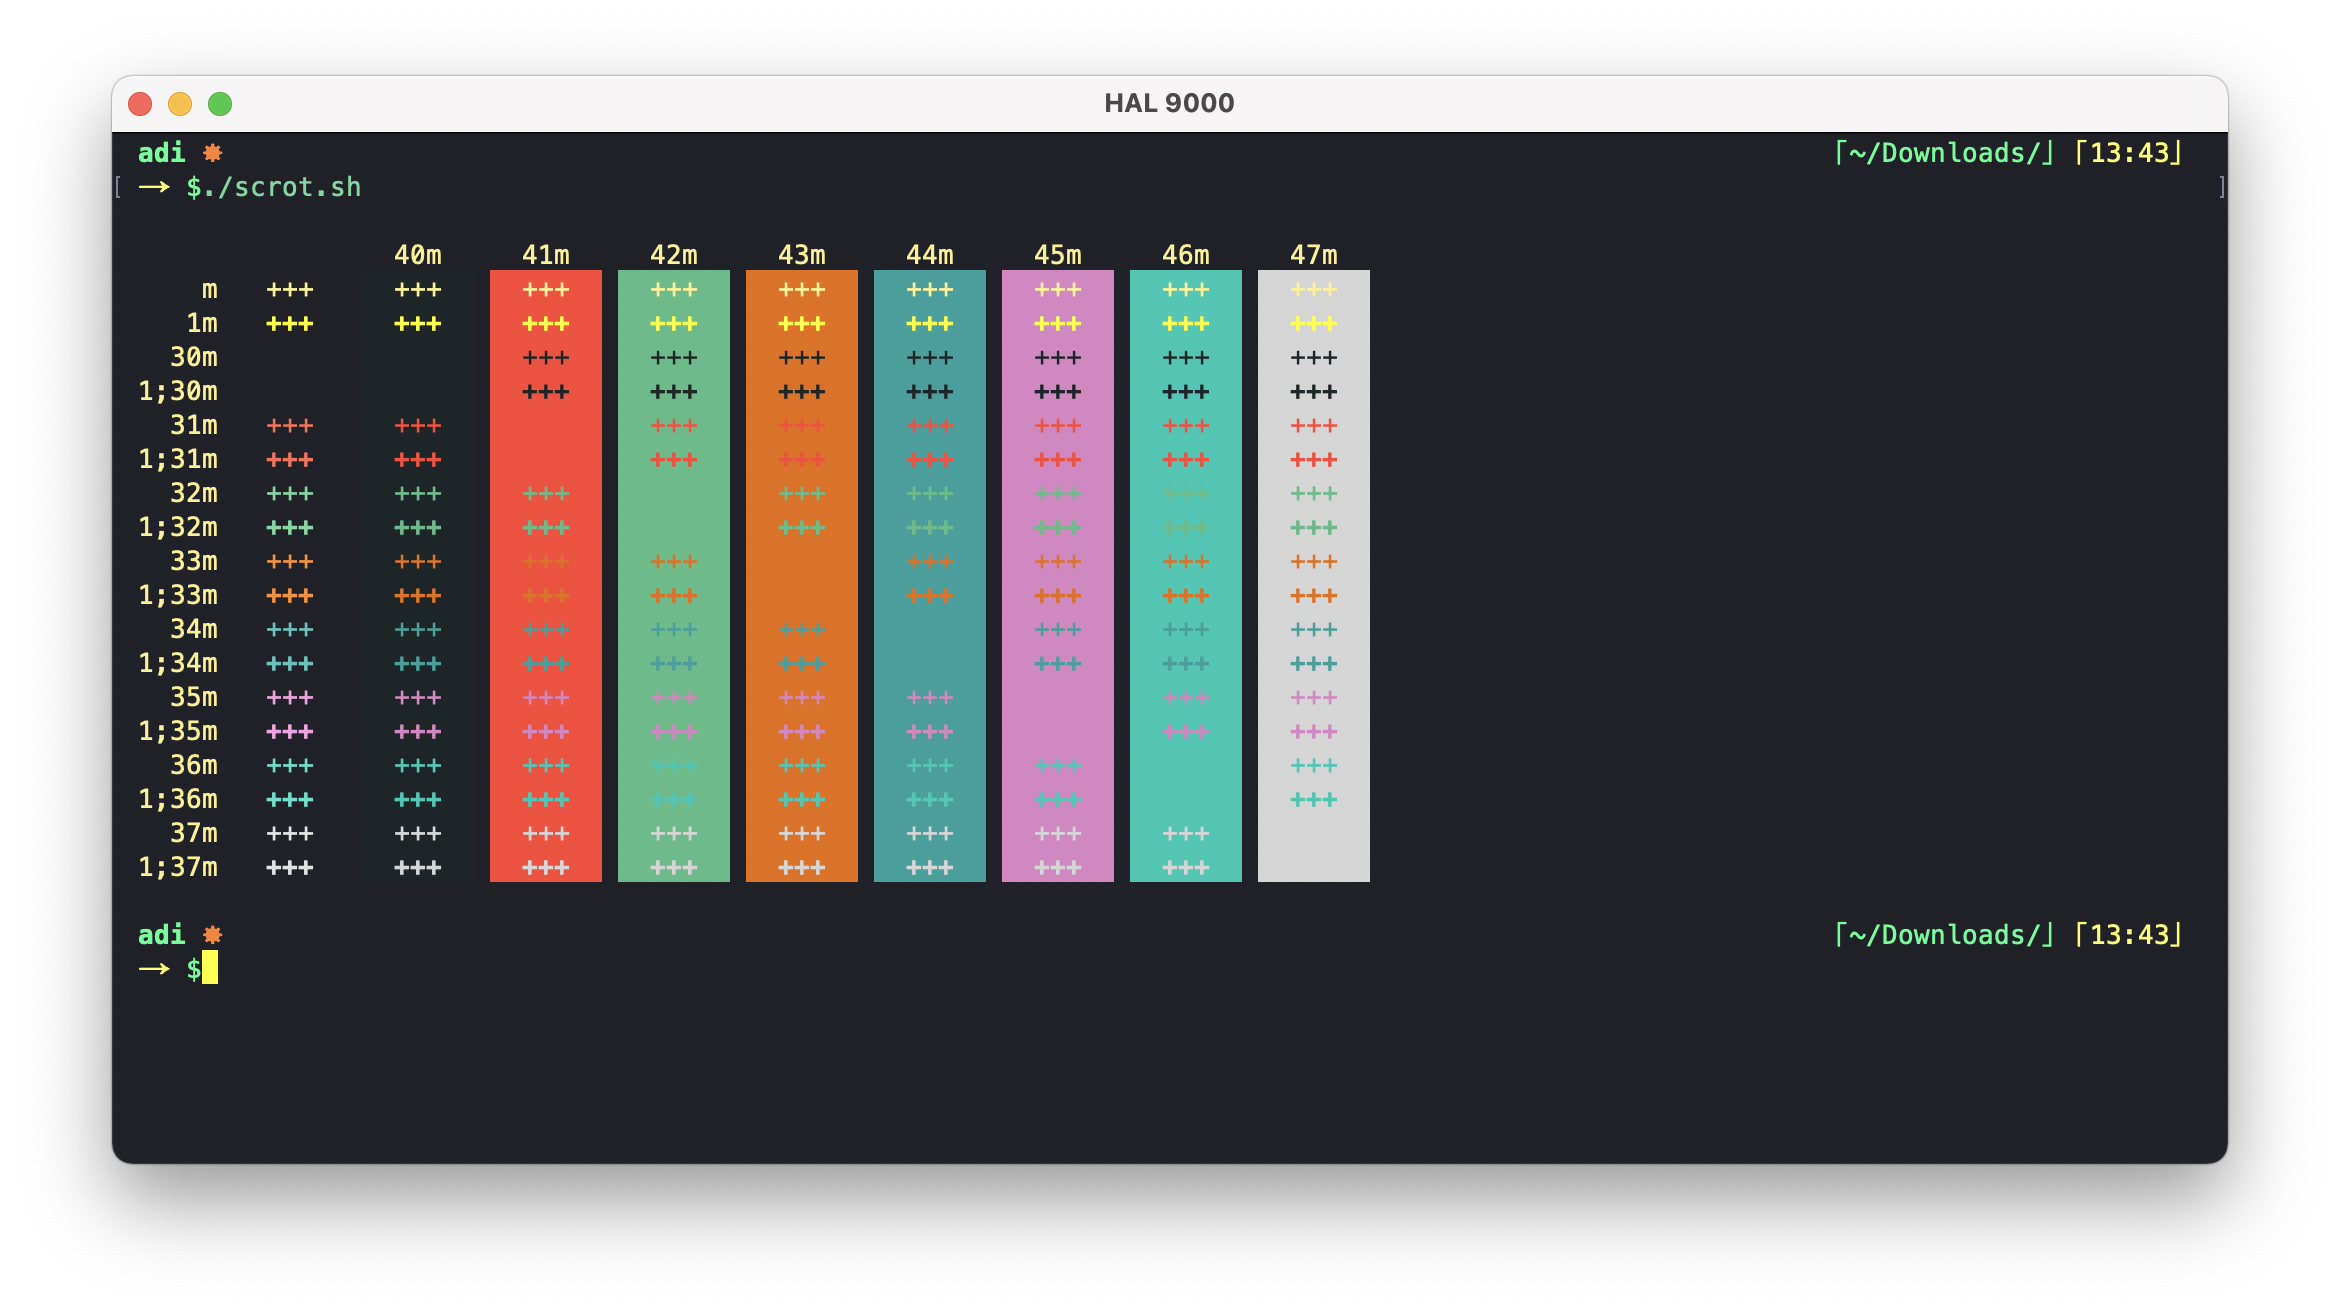 HAL 9000
adi ✸ ⌈~/Downloads/⌋ ⌈13:43⌋
[ → $./scrot.sh ]
40m 41m 42m 43m 44m 45m 46m 47m
m +++ +++ +++ +++ +++ +++ +++ +++ +++
1m +++ +++ +++ +++ +++ +++ +++ +++ +++
30m +++ +++ +++ +++ +++ +++ +++
1;30m +++ +++ +++ +++ +++ +++ +++
31m +++ +++ +++ +++ +++ +++ +++ +++
1;31m +++ +++ +++ +++ +++ +++ +++ +++
32m +++ +++ +++ +++ +++ +++ +++ +++
1;32m +++ +++ +++ +++ +++ +++ +++ +++
33m +++ +++ +++ +++ +++ +++ +++ +++
1;33m +++ +++ +++ +++ +++ +++ +++ +++
34m +++ +++ +++ +++ +++ +++ +++ +++
1;34m +++ +++ +++ +++ +++ +++ +++ +++
35m +++ +++ +++ +++ +++ +++ +++ +++
1;35m +++ +++ +++ +++ +++ +++ +++ +++
36m +++ +++ +++ +++ +++ +++ +++ +++
1;36m +++ +++ +++ +++ +++ +++ +++ +++
37m +++ +++ +++ +++ +++ +++ +++ +++
1;37m +++ +++ +++ +++ +++ +++ +++ +++
adi ✸ ⌈~/Downloads/⌋ ⌈13:43⌋
→ $